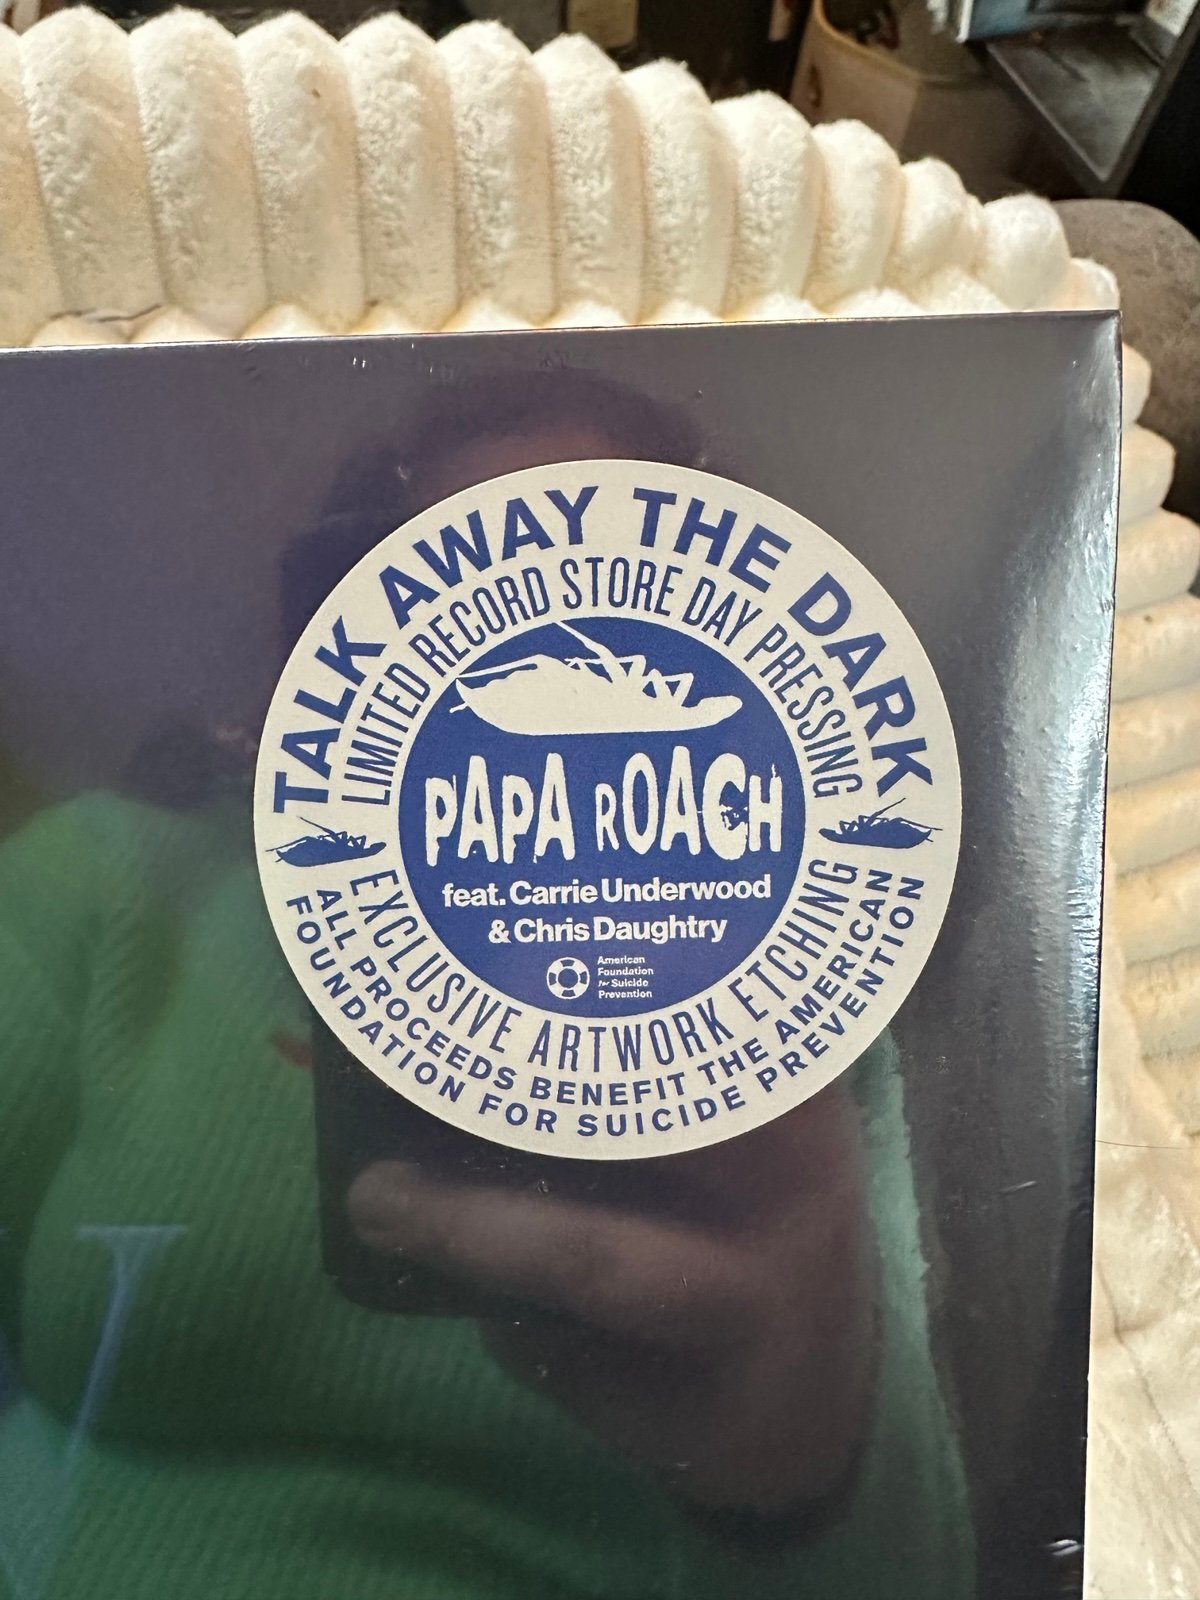 TALK AWAY THE DARK
LIMITED RECORD STORE DAY PRESSING
PAPA ROACH
feat. Carrie Underwood
& Chris Daughtry
American
Foundation
for Suicide
Prevention
EXCLUSIVE ARTWORK ETCHING
ALL PROCEEDS BENEFIT THE AMERICAN
FOUNDATION FOR SUICIDE PREVENTION